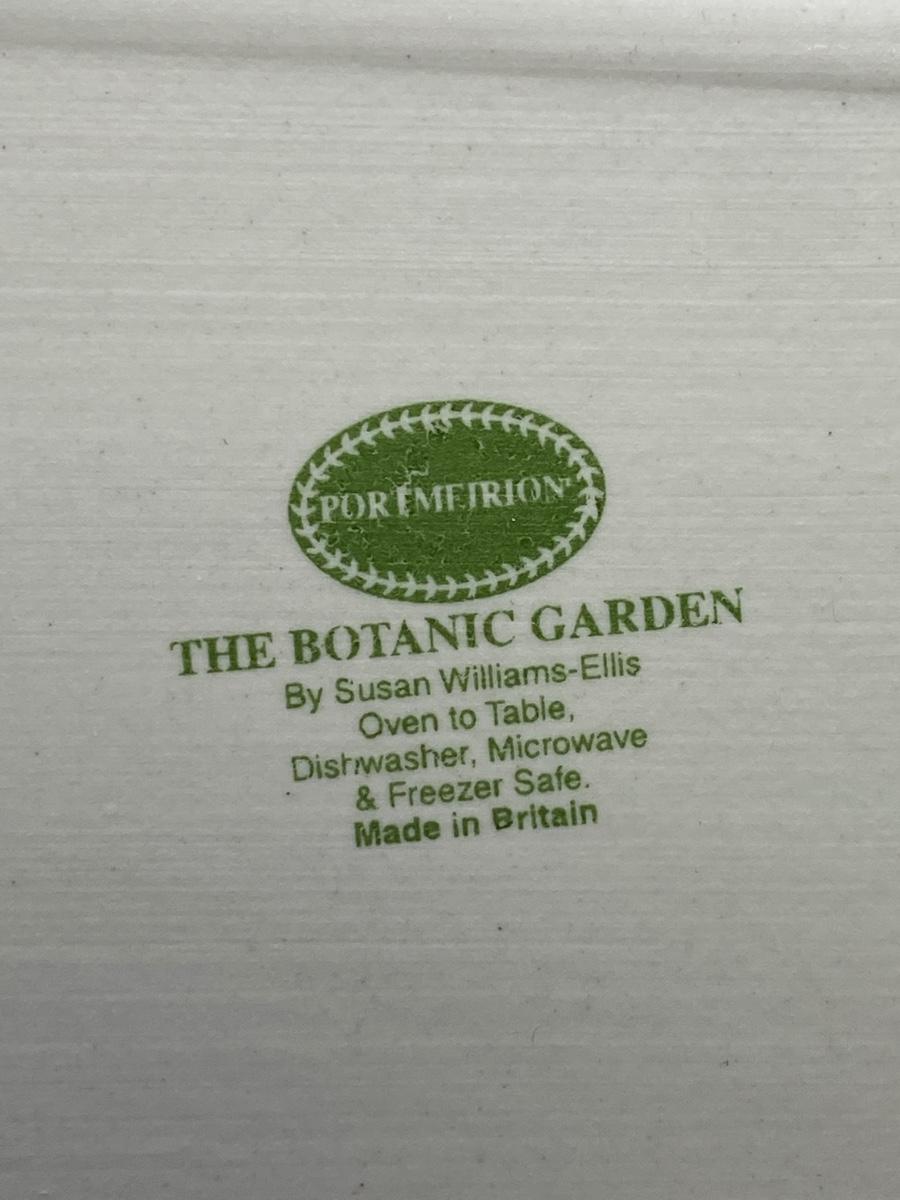 PORTMEIRION
THE BOTANIC GARDEN
By Susan Williams-Ellis
Oven to Table,
Dishwasher, Microwave
& Freezer Safe.
Made in Britain